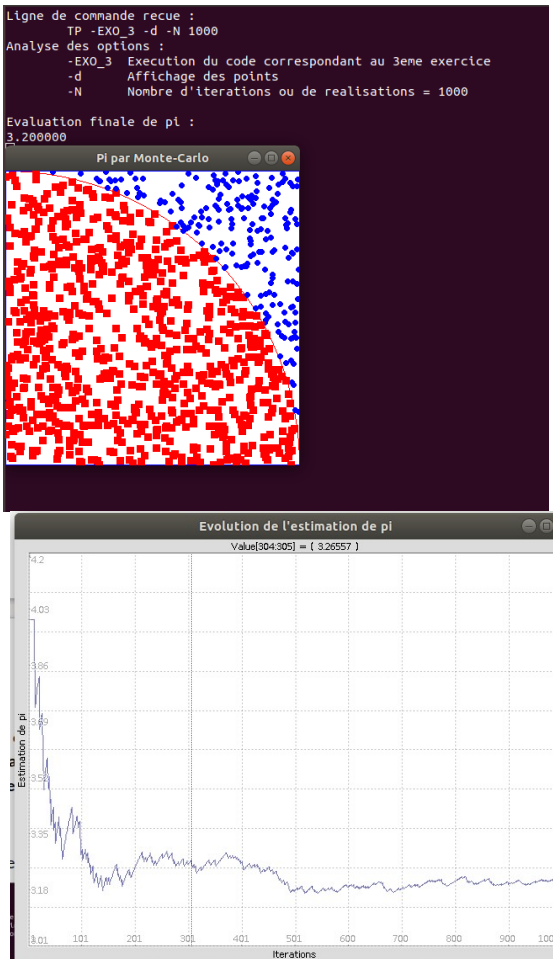 Ligne de commande recue :
TP -EXO_3 -d -N 1000
Analyse des options :
-EXO_3 Execution du code correspondant au 3eme exercice
-d Affichage des points
-N Nombre d'iterations ou de realisations = 1000
Evaluation finale de pi :
3.200000
Pi par Monte-Carlo
Evolution de l'estimation de pi
Value[304:305] = ( 3.26557 )
4.2
4.03
3.86
3.69
3.52
3.35
3.18
3.01
Estimation de pi
101 201 301 401 501 600 700 800 900 100
Iterations